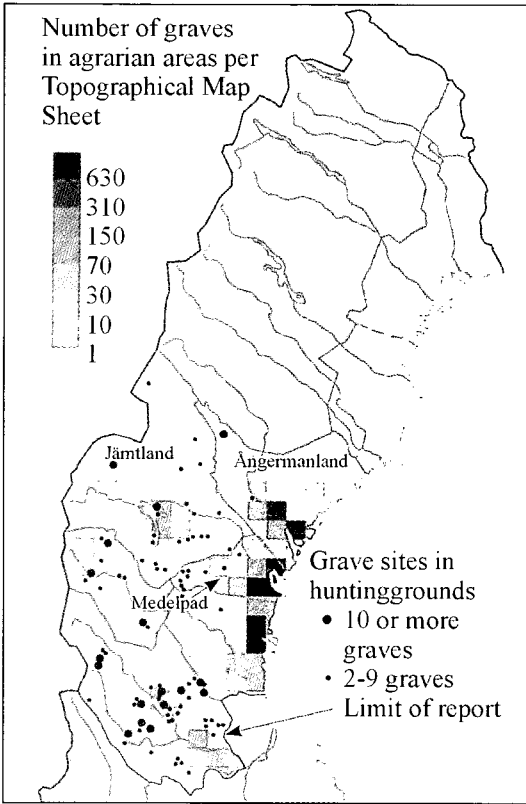 Number of graves
in agrarian areas per
Topographical Map
Sheet
630
310
150
70
30
10
1
Jämtland
Ångermanland
Medelpad
Grave sites in
huntinggrounds
10 or more
graves
2-9 graves
Limit of report